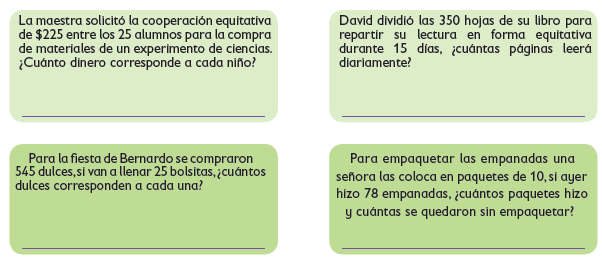 La maestra solicitó la cooperación equitativa
de $225 entre los 25 alumnos para la compra
de materiales de un experimento de ciencias.
¿Cuánto dinero corresponde a cada niño?
David dividió las 350 hojas de su libro para
repartir su lectura en forma equitativa
durante 15 días, ¿cuántas páginas leerá
diariamente?
Para la fiesta de Bernardo se compraron
545 dulces, si van a llenar 25 bolsitas, ¿cuántos
dulces corresponden a cada una?
Para empaquetar las empanadas una
señora las coloca en paquetes de 10, si ayer
hizo 78 empanadas, ¿cuántos paquetes hizo
y cuántas se quedaron sin empaquetar?